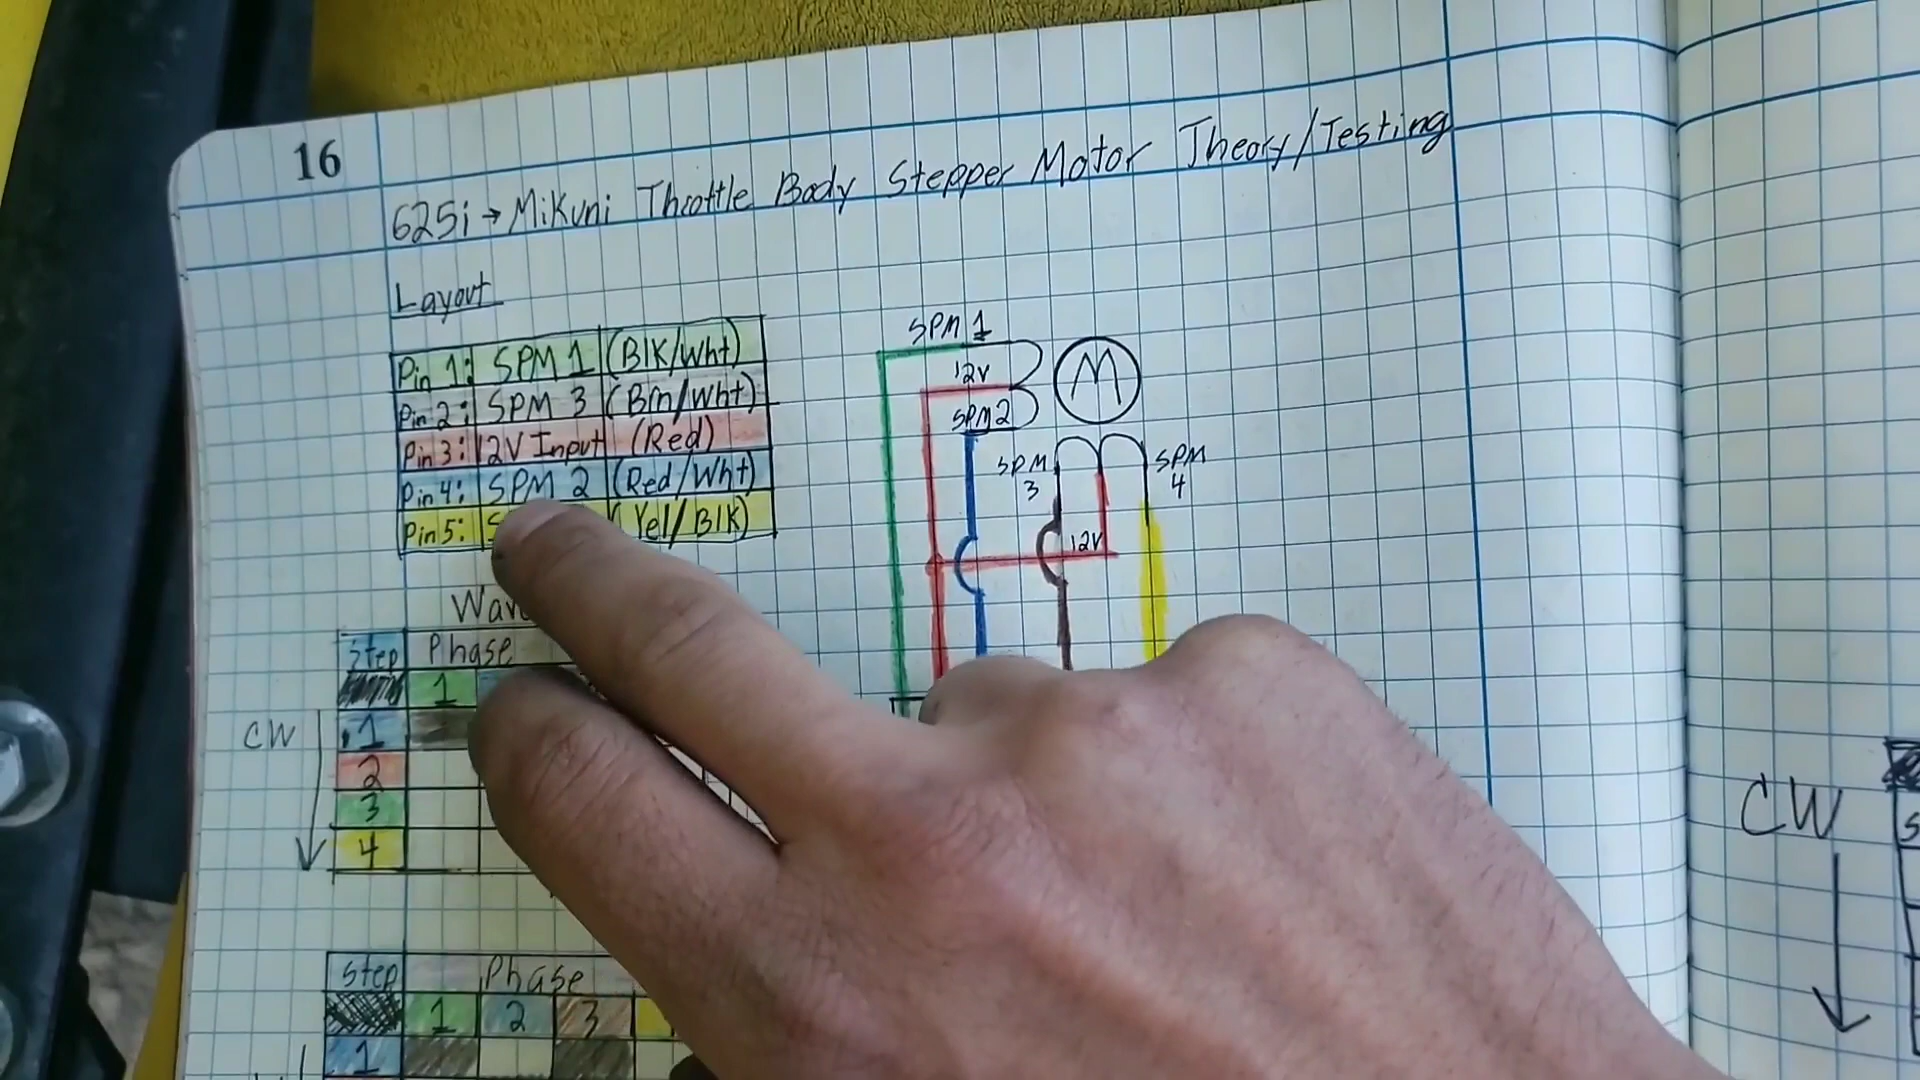 16
625i → Mikuni Throttle Body Stepper Motor Theory/Testing
Layout
Pin 1: SPM 1 (Blk/Wht)
Pin 2: SPM 3 (Brn/Wht)
Pin 3: 12V Input (Red)
Pin 4: SPM 2 (Red/Wht)
Pin 5: (Yel/Blk)
SPM 1
12V
SPM2
M
SPM 3
SPM 4
12V
Step Phase
1
CW
1
2
3
4
Step Phase
1 2 3
1
CW